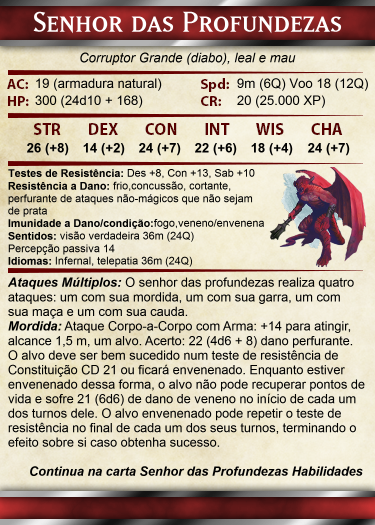 Senhor das Profundezas
Corruptor Grande (diabo), leal e mau
AC: 19 (armadura natural) Spd: 9m (6Q) Voo 18 (12Q)
HP: 300 (24d10 + 168) CR: 20 (25.000 XP)
STR DEX CON INT WIS CHA
26 (+8) 14 (+2) 24 (+7) 22 (+6) 18 (+4) 24 (+7)
Testes de Resistência: Des +8, Con +13, Sab +10
Resistência a Dano: frio,concussão, cortante,
perfurante de ataques não-mágicos que não sejam
de prata
Imunidade a Dano/condição:fogo,veneno/envenena
Sentidos: visão verdadeira 36m (24Q)
Percepção passiva 14
Idiomas: Infernal, telepatia 36m (24Q)
Ataques Múltiplos: O senhor das profundezas realiza quatro
ataques: um com sua mordida, um com sua garra, um com
sua maça e um com sua cauda.
Mordida: Ataque Corpo-a-Corpo com Arma: +14 para atingir,
alcance 1,5 m, um alvo. Acerto: 22 (4d6 + 8) dano perfurante.
O alvo deve ser bem sucedido num teste de resistência de
Constituição CD 21 ou ficará envenenado. Enquanto estiver
envenenado dessa forma, o alvo não pode recuperar pontos de
vida e sofre 21 (6d6) de dano de veneno no início de cada um
dos turnos dele. O alvo envenenado pode repetir o teste de
resistência no final de cada um dos seus turnos, terminando o
efeito sobre si caso obtenha sucesso.
Continua na carta Senhor das Profundezas Habilidades